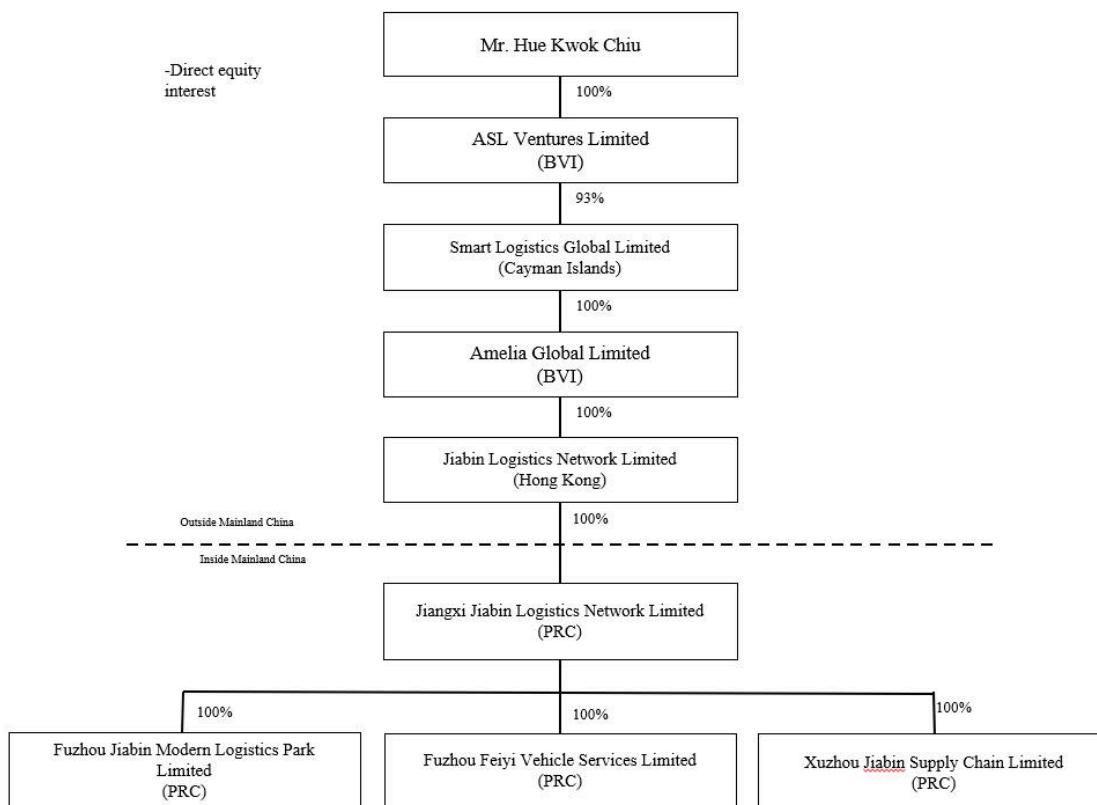 Mr. Hue Kwok Chiu
-Direct equity
interest
100%
ASL Ventures Limited
(BVI)
93%
Smart Logistics Global Limited
(Cayman Islands)
100%
Amelia Global Limited
(BVI)
100%
Jiabin Logistics Network Limited
(Hong Kong)
100%
Outside Mainland China
Inside Mainland China
Jiangxi Jiabin Logistics Network Limited
(PRC)
100%
100%
100%
Fuzhou Jiabin Modern Logistics Park
Limited
(PRC)
Fuzhou Feiyi Vehicle Services Limited
(PRC)
Xuzhou Jiabin Supply Chain Limited
(PRC)